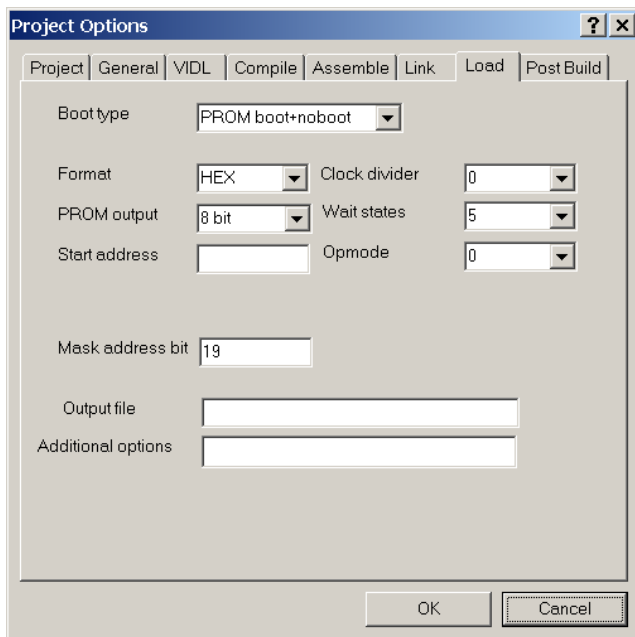 Project Options
Project General VIDL Compile Assemble Link Load Post Build
Boot type PROM boot+noboot
Format HEX Clock divider 0
PROM output 8 bit Wait states 5
Start address Opmode 0
Mask address bit 19
Output file
Additional options
OK Cancel